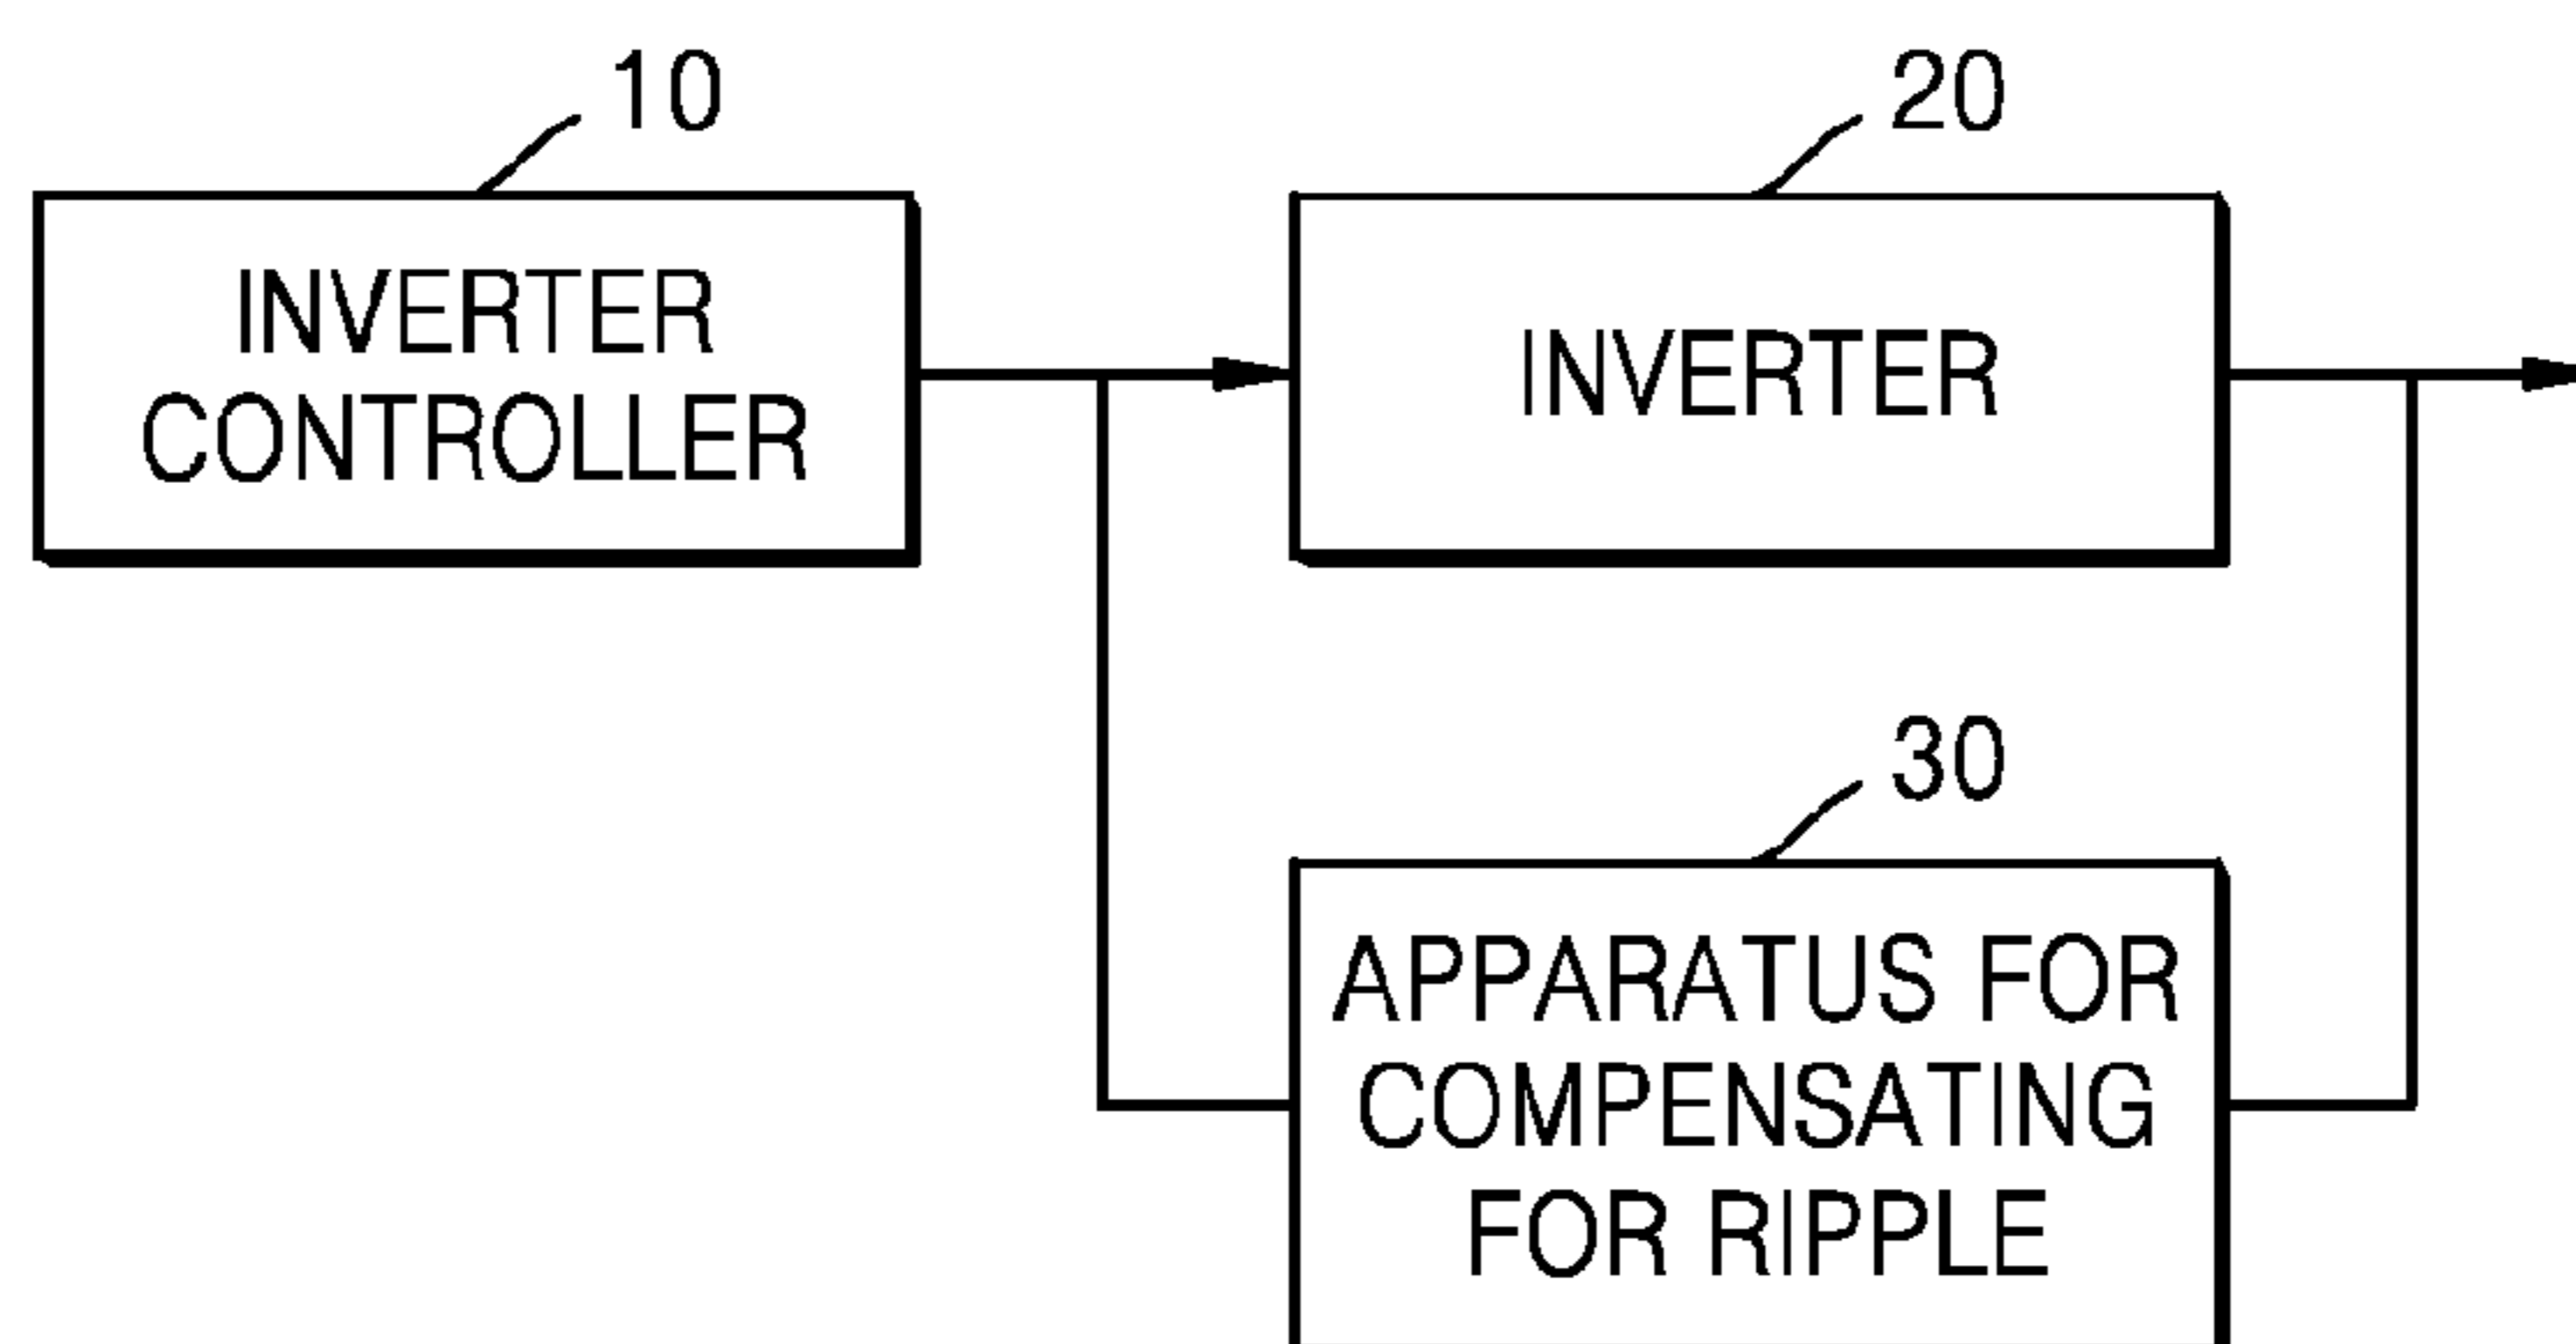 10
20
INVERTER
CONTROLLER
INVERTER
30
APPARATUS FOR
COMPENSATING
FOR RIPPLE